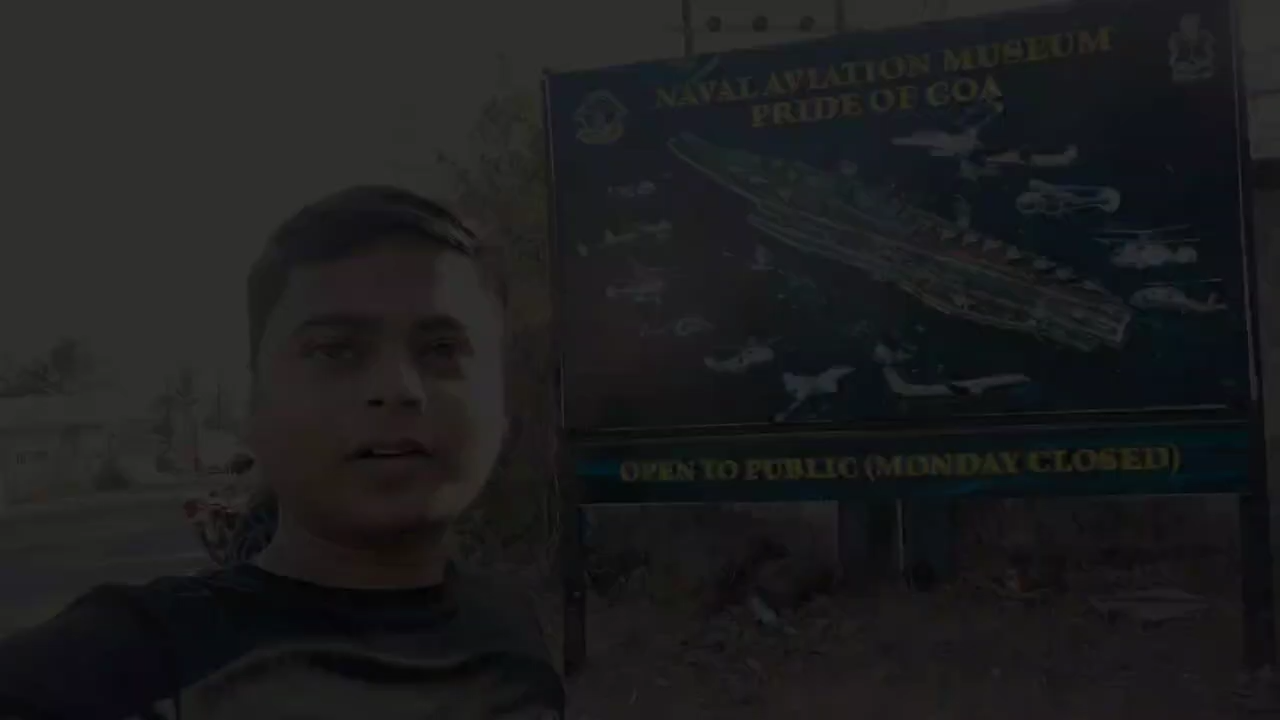 NAVAL AVIATION MUSEUM
PRIDE OF GOA
OPEN TO PUBLIC (MONDAY CLOSED)